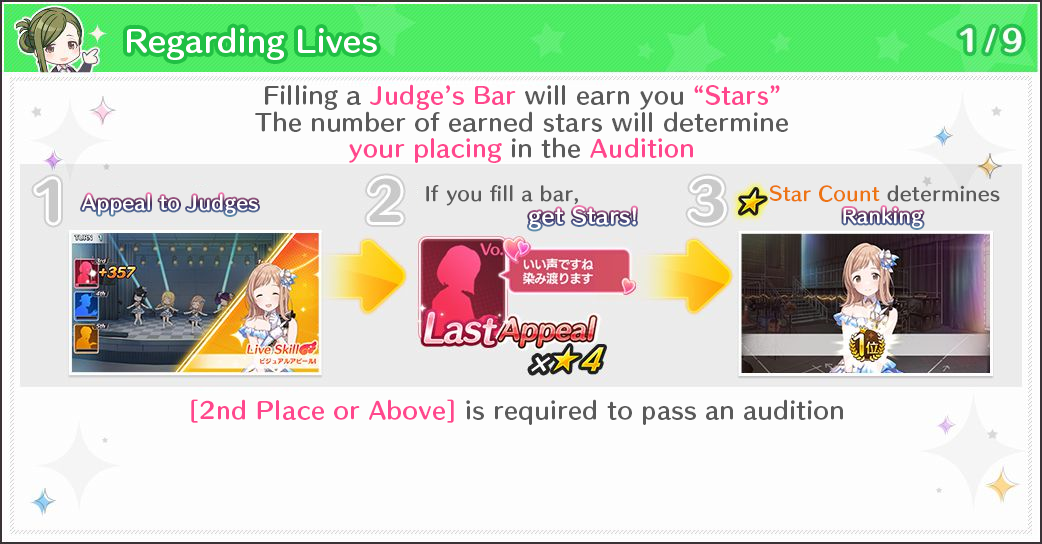 Regarding Lives
1/9
Filling a Judge's Bar will earn you “Stars”
The number of earned stars will determine
your placing in the Audition
1
Appeal to Judges
2
If you fill a bar,
get Stars!
3
Star Count determines
Ranking
TURN 1
+357
Live Skill
ビジュアルアピール
Vo.
いい声ですね
染み渡ります
Last Appeal
×★4
1位
[2nd Place or Above] is required to pass an audition